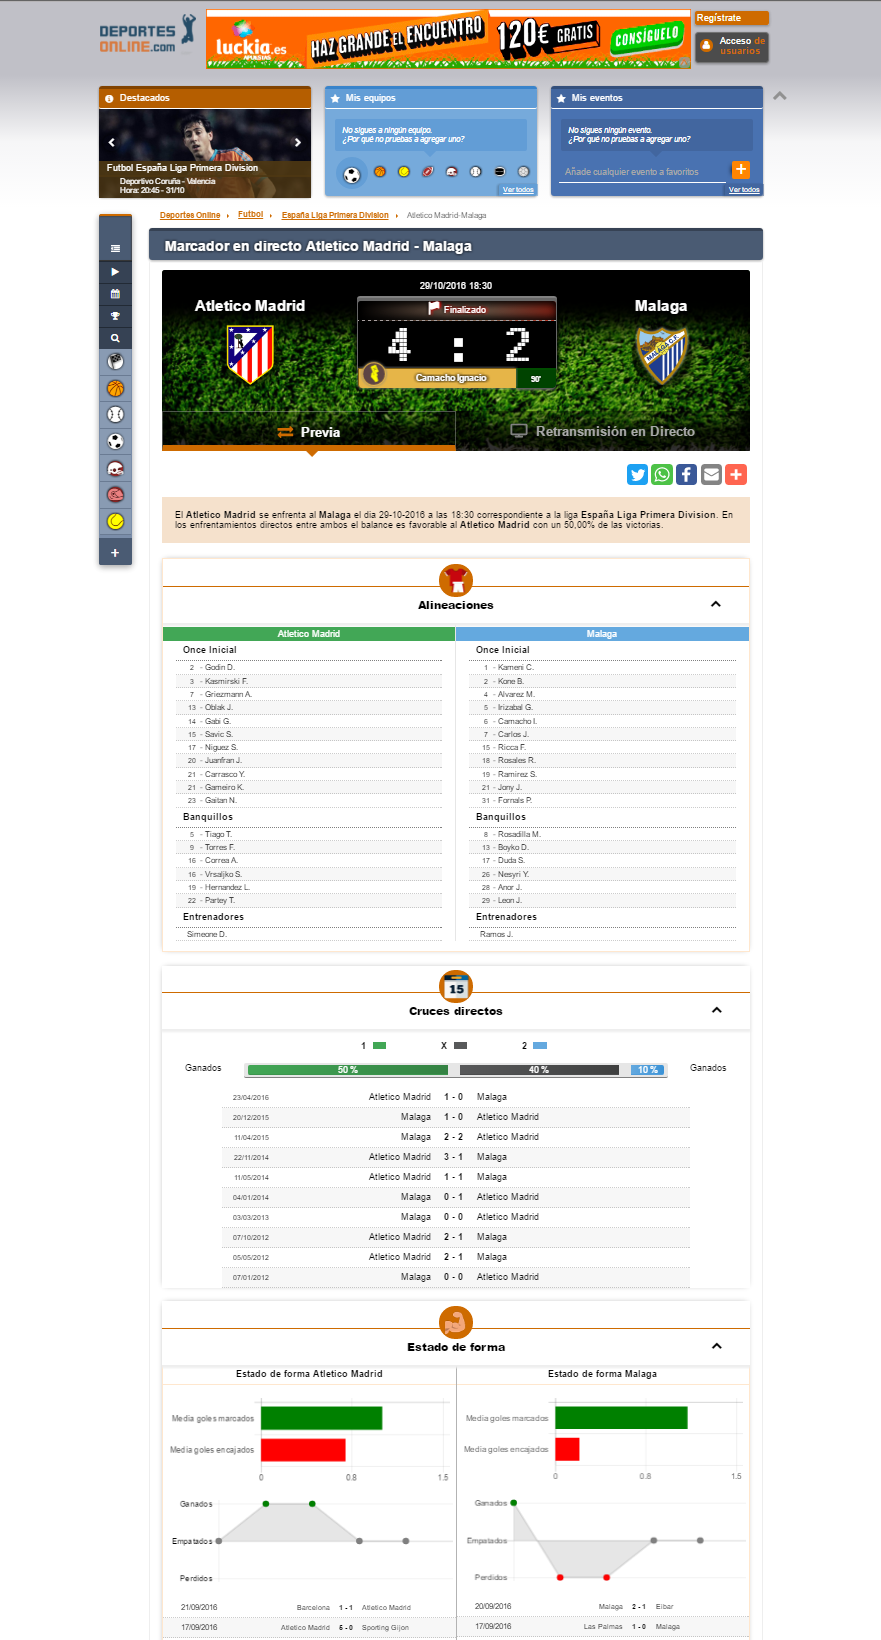 DEPORTES
ONLINE.com
luckia.es
APUESTAS
HAZ GRANDE EL ENCUENTRO
120€ GRATIS
CONSÍGUELO
Regístrate
Acceso de
usuarios
Destacados
Futbol España Liga Primera Division
Deportivo Coruña - Valencia
Hora: 20:45 - 31/10
Mis equipos
No sigues a ningún equipo.
¿Por qué no pruebas a agregar uno?
Ver todos
Mis eventos
No sigues ningún evento.
¿Por qué no pruebas a agregar uno?
Añade cualquier evento a favoritos
+
Ver todos
Deportes Online
Futbol
España Liga Primera Division
Atletico Madrid-Malaga
Marcador en directo Atletico Madrid - Malaga
29/10/2016 18:30
Atletico Madrid
Malaga
Finalizado
4 : 2
Camacho Ignacio
90'
Previa
Retransmisión en Directo
El Atletico Madrid se enfrenta al Malaga el dia 29-10-2016 a las 18:30 correspondiente a la liga España Liga Primera Division. En
los enfrentamientos directos entre ambos el balance es favorable al Atletico Madrid con un 50,00% de las victorias.
Alineaciones
Atletico Madrid
Malaga
Once Inicial
Once Inicial
2 - Godin D.
1 - Kameni C.
3 - Kasmirski F.
2 - Kone B.
7 - Griezmann A.
4 - Alvarez M.
13 - Oblak J.
5 - Irizabal G.
14 - Gabi G.
6 - Camacho I.
15 - Savic S.
7 - Carlos J.
17 - Niguez S.
15 - Ricca F.
20 - Juanfran J.
18 - Rosales R.
21 - Carrasco Y.
19 - Ramirez S.
21 - Gameiro K.
21 - Jony J.
23 - Gaitan N.
31 - Fornals P.
Banquillos
Banquillos
5 - Tiago T.
8 - Rosadilla M.
9 - Torres F.
13 - Boyko D.
16 - Correa A.
17 - Duda S.
16 - Vrsaljko S.
26 - Nesyri Y.
19 - Hernandez L.
28 - Anor J.
22 - Partey T.
29 - Leon J.
Entrenadores
Entrenadores
Simeone D.
Ramos J.
15
Cruces directos
1
X
2
Ganados
50 %
40 %
10 %
Ganados
23/04/2016 Atletico Madrid 1 - 0 Malaga
20/12/2015 Malaga 1 - 0 Atletico Madrid
11/04/2015 Malaga 2 - 2 Atletico Madrid
22/11/2014 Atletico Madrid 3 - 1 Malaga
11/05/2014 Atletico Madrid 1 - 1 Malaga
04/01/2014 Malaga 0 - 1 Atletico Madrid
03/03/2013 Malaga 0 - 0 Atletico Madrid
07/10/2012 Atletico Madrid 2 - 1 Malaga
05/05/2012 Atletico Madrid 2 - 1 Malaga
07/01/2012 Malaga 0 - 0 Atletico Madrid
Estado de forma
Estado de forma Atletico Madrid
Estado de forma Malaga
Media goles marcados
Media goles encajados
0 0.8 1.5
Media goles marcados
Media goles encajados
0 0.8 1.5
Ganados
Empatados
Perdidos
Ganados
Empatados
Perdidos
21/09/2016 Barcelona 1 - 1 Atletico Madrid
20/09/2016 Malaga 2 - 1 Eibar
17/09/2016 Atletico Madrid 5 - 0 Sporting Gijon
17/09/2016 Las Palmas 1 - 0 Malaga